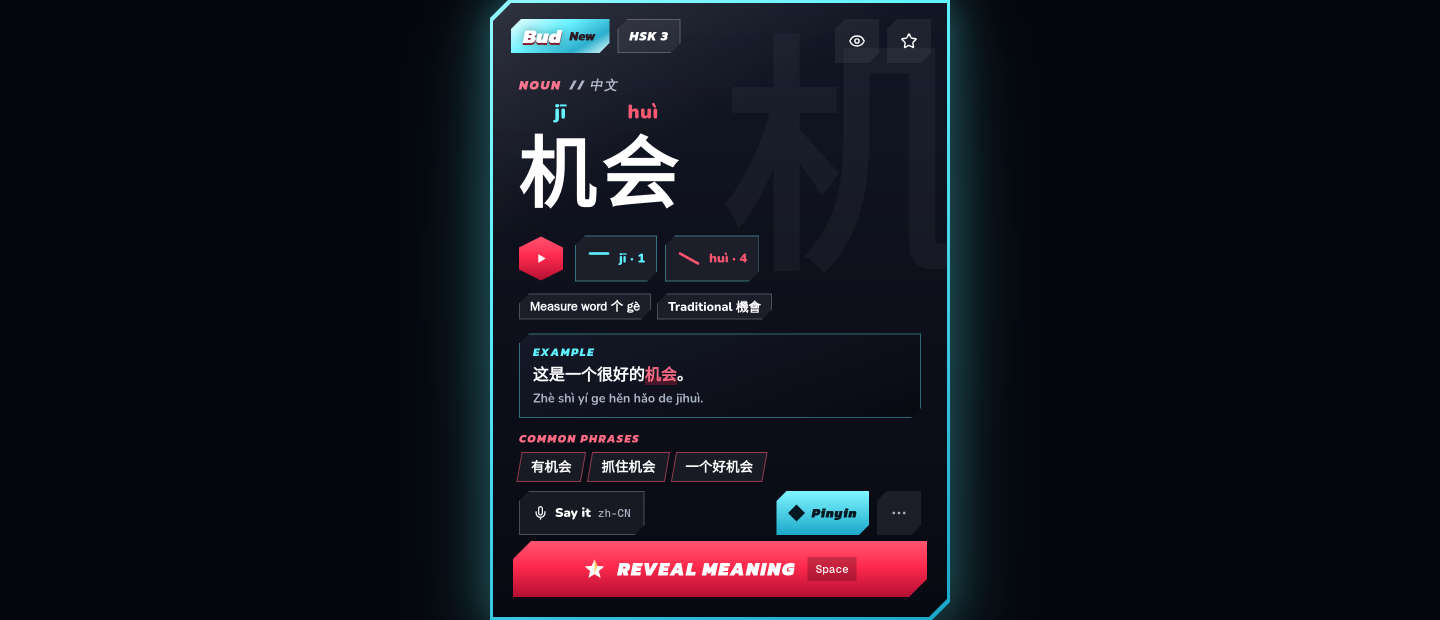 Bud New HSK 3
NOUN // 中文
jī huì
机会
jī · 1 huì · 4
Measure word 个 gè Traditional 機會
EXAMPLE
这是一个很好的机会。
Zhè shì yí ge hěn hǎo de jīhuì.
COMMON PHRASES
有机会 抓住机会 一个好机会
Say it zh-CN Pinyin
REVEAL MEANING Space
机